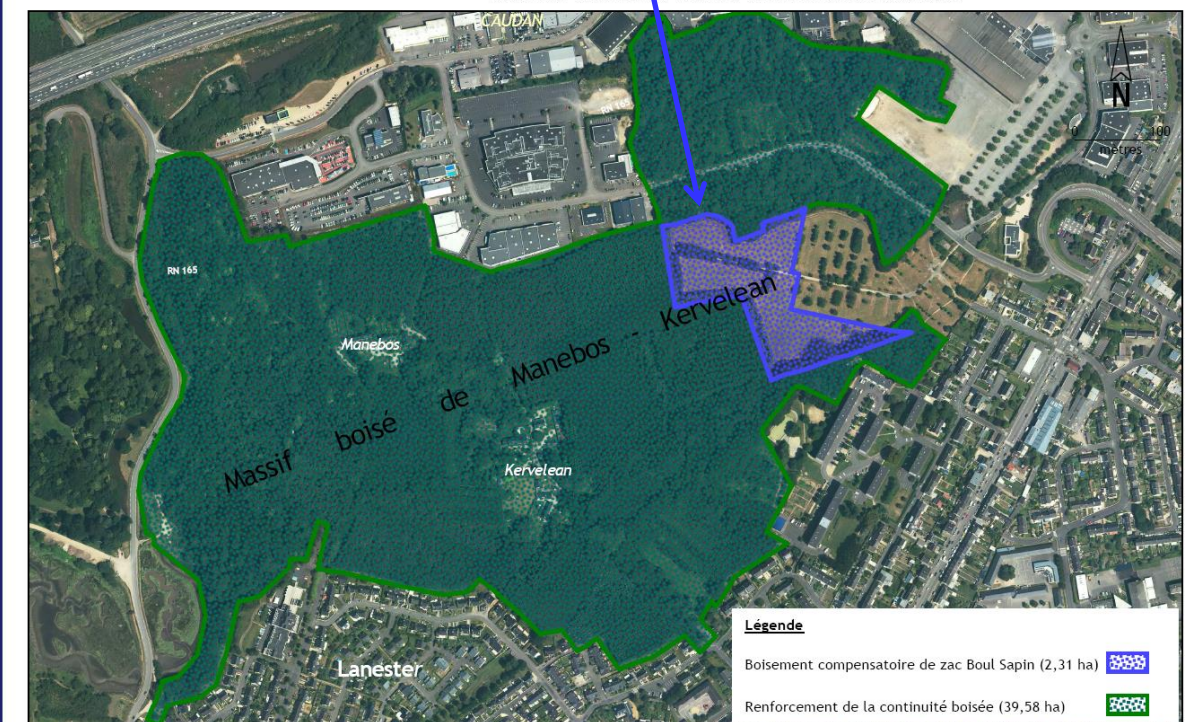 CAUDAN
RN 165
N
0 100
mètres
RN 165
Manebos
Massif boisé de Manebos - Kervelean
Kervelean
Lanester
Légende
Boisement compensatoire de zac Boul Sapin (2,31 ha)
Renforcement de la continuité boisée (39,58 ha)